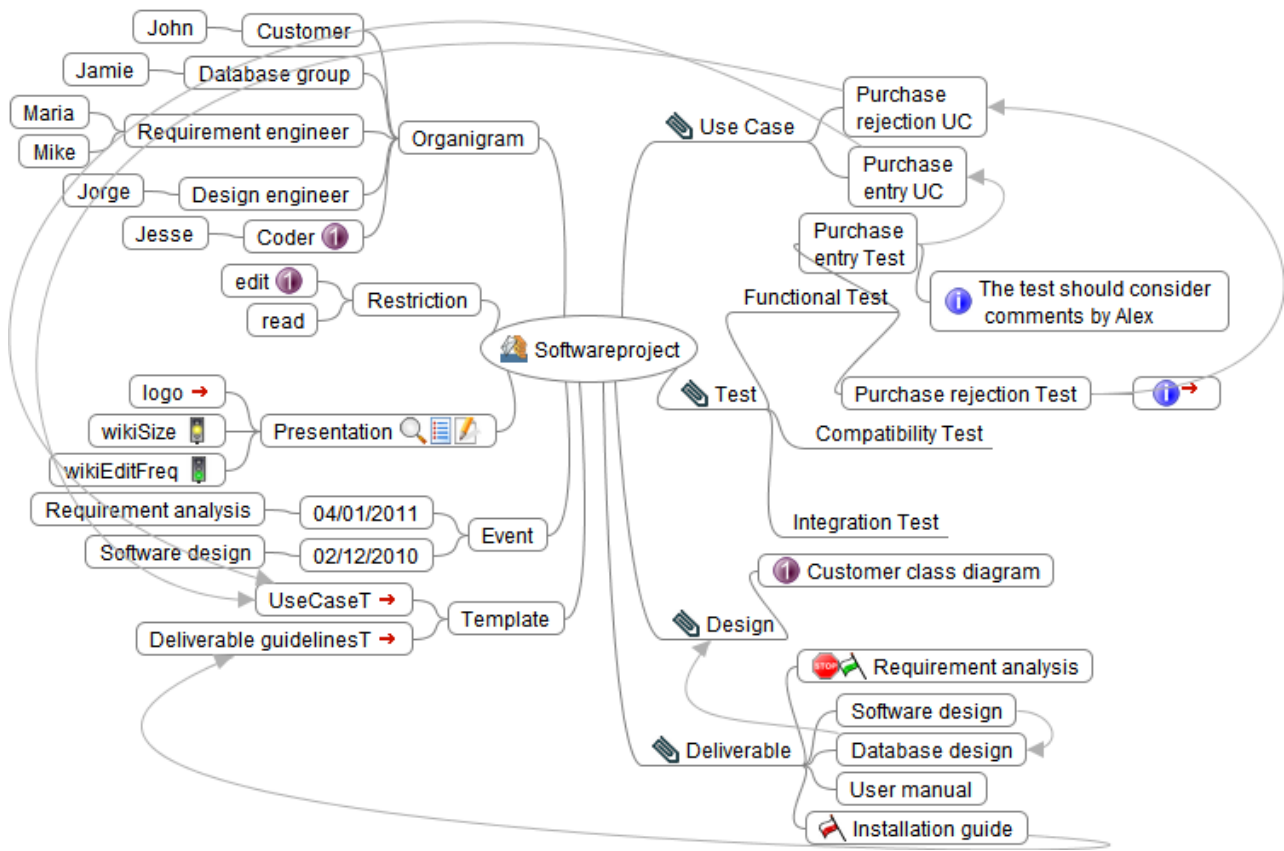 John
Customer
Jamie
Database group
Maria
Requirement engineer
Mike
Organigram
Jorge
Design engineer
Jesse
Coder 1
edit 1
Restriction
read
Softwareproject
logo
wikiSize
Presentation
wikiEditFreq
Requirement analysis
04/01/2011
Event
Software design
02/12/2010
UseCaseT
Template
Deliverable guidelinesT
Use Case
Purchase
rejection UC
Purchase
entry UC
Purchase
entry Test
i The test should consider
comments by Alex
Functional Test
Test
Purchase rejection Test
i
Compatibility Test
Integration Test
1 Customer class diagram
Design
STOP Requirement analysis
Software design
Deliverable
Database design
User manual
Installation guide